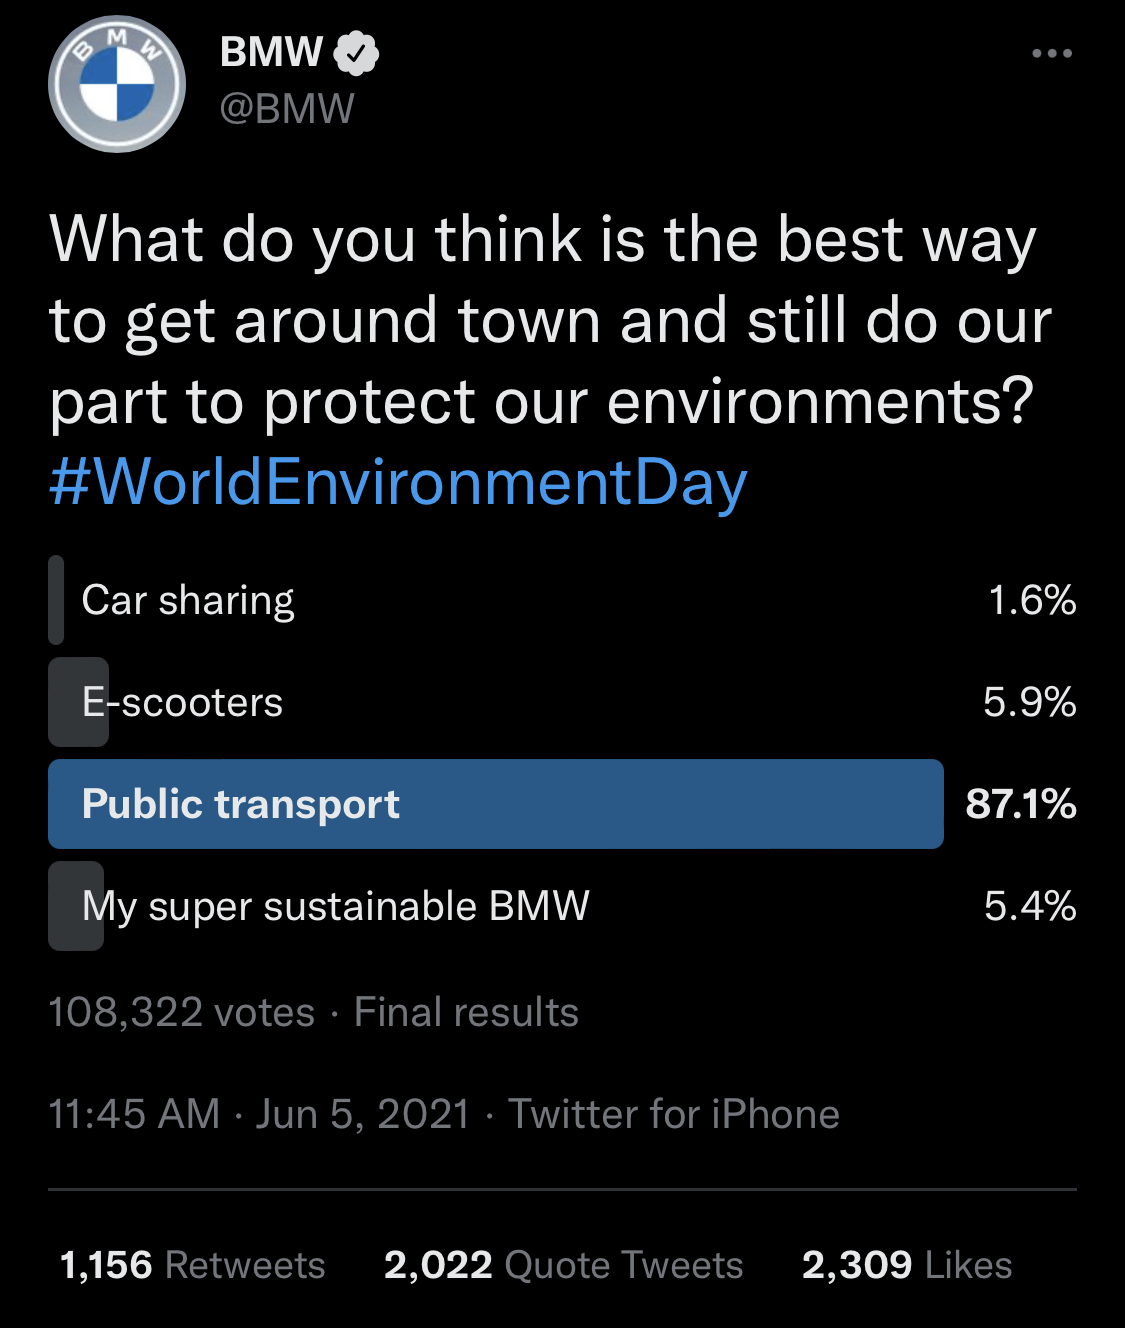 BMW
BMW
@BMW
What do you think is the best way
to get around town and still do our
part to protect our environments?
#WorldEnvironmentDay
Car sharing 1.6%
E-scooters 5.9%
Public transport 87.1%
My super sustainable BMW 5.4%
108,322 votes · Final results
11:45 AM · Jun 5, 2021 · Twitter for iPhone
1,156 Retweets 2,022 Quote Tweets 2,309 Likes